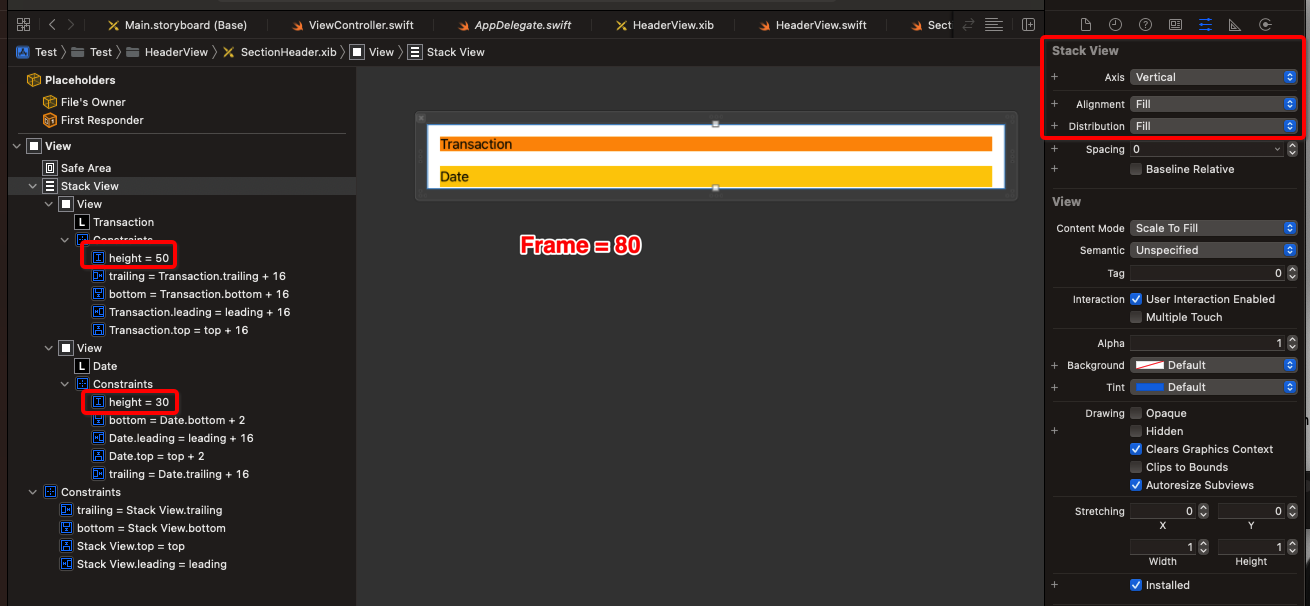 Main.storyboard (Base)
ViewController.swift
AppDelegate.swift
HeaderView.xib
HeaderView.swift
Sect
Test
Test
HeaderView
SectionHeader.xib
View
Stack View
Placeholders
File's Owner
First Responder
View
Safe Area
Stack View
View
L Transaction
Constraints
height = 50
trailing = Transaction.trailing + 16
bottom = Transaction.bottom + 16
Transaction.leading = leading + 16
Transaction.top = top + 16
View
L Date
Constraints
height = 30
bottom = Date.bottom + 2
Date.leading = leading + 16
Date.top = top + 2
trailing = Date.trailing + 16
Constraints
trailing = Stack View.trailing
bottom = Stack View.bottom
Stack View.top = top
Stack View.leading = leading
Transaction
Date
Frame = 80
Stack View
Axis Vertical
Alignment Fill
Distribution Fill
Spacing 0
Baseline Relative
View
Content Mode Scale To Fill
Semantic Unspecified
Tag 0
Interaction User Interaction Enabled
Multiple Touch
Alpha 1
Background Default
Tint Default
Drawing Opaque
Hidden
Clears Graphics Context
Clips to Bounds
Autoresize Subviews
Stretching 0 0
X Y
1 1
Width Height
Installed